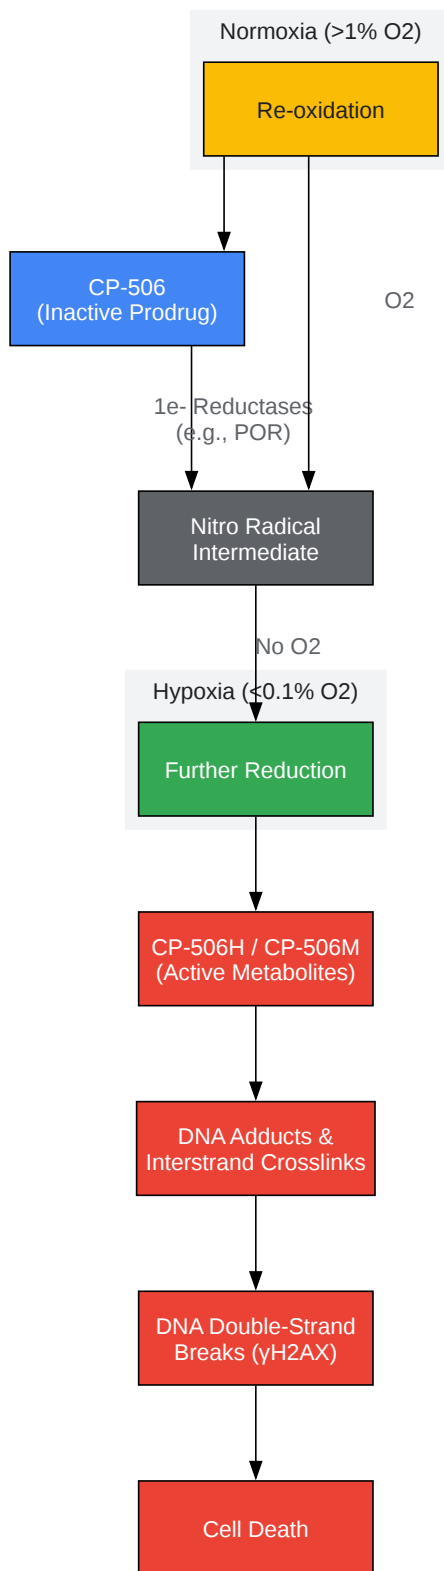 Normoxia (>1% O2)
Re-oxidation
CP-506
(Inactive Prodrug)
O2
1e- Reductases
(e.g., POR)
Nitro Radical
Intermediate
No O2
Hypoxia (<0.1% O2)
Further Reduction
CP-506H / CP-506M
(Active Metabolites)
DNA Adducts &
Interstrand Crosslinks
DNA Double-Strand
Breaks (γH2AX)
Cell Death